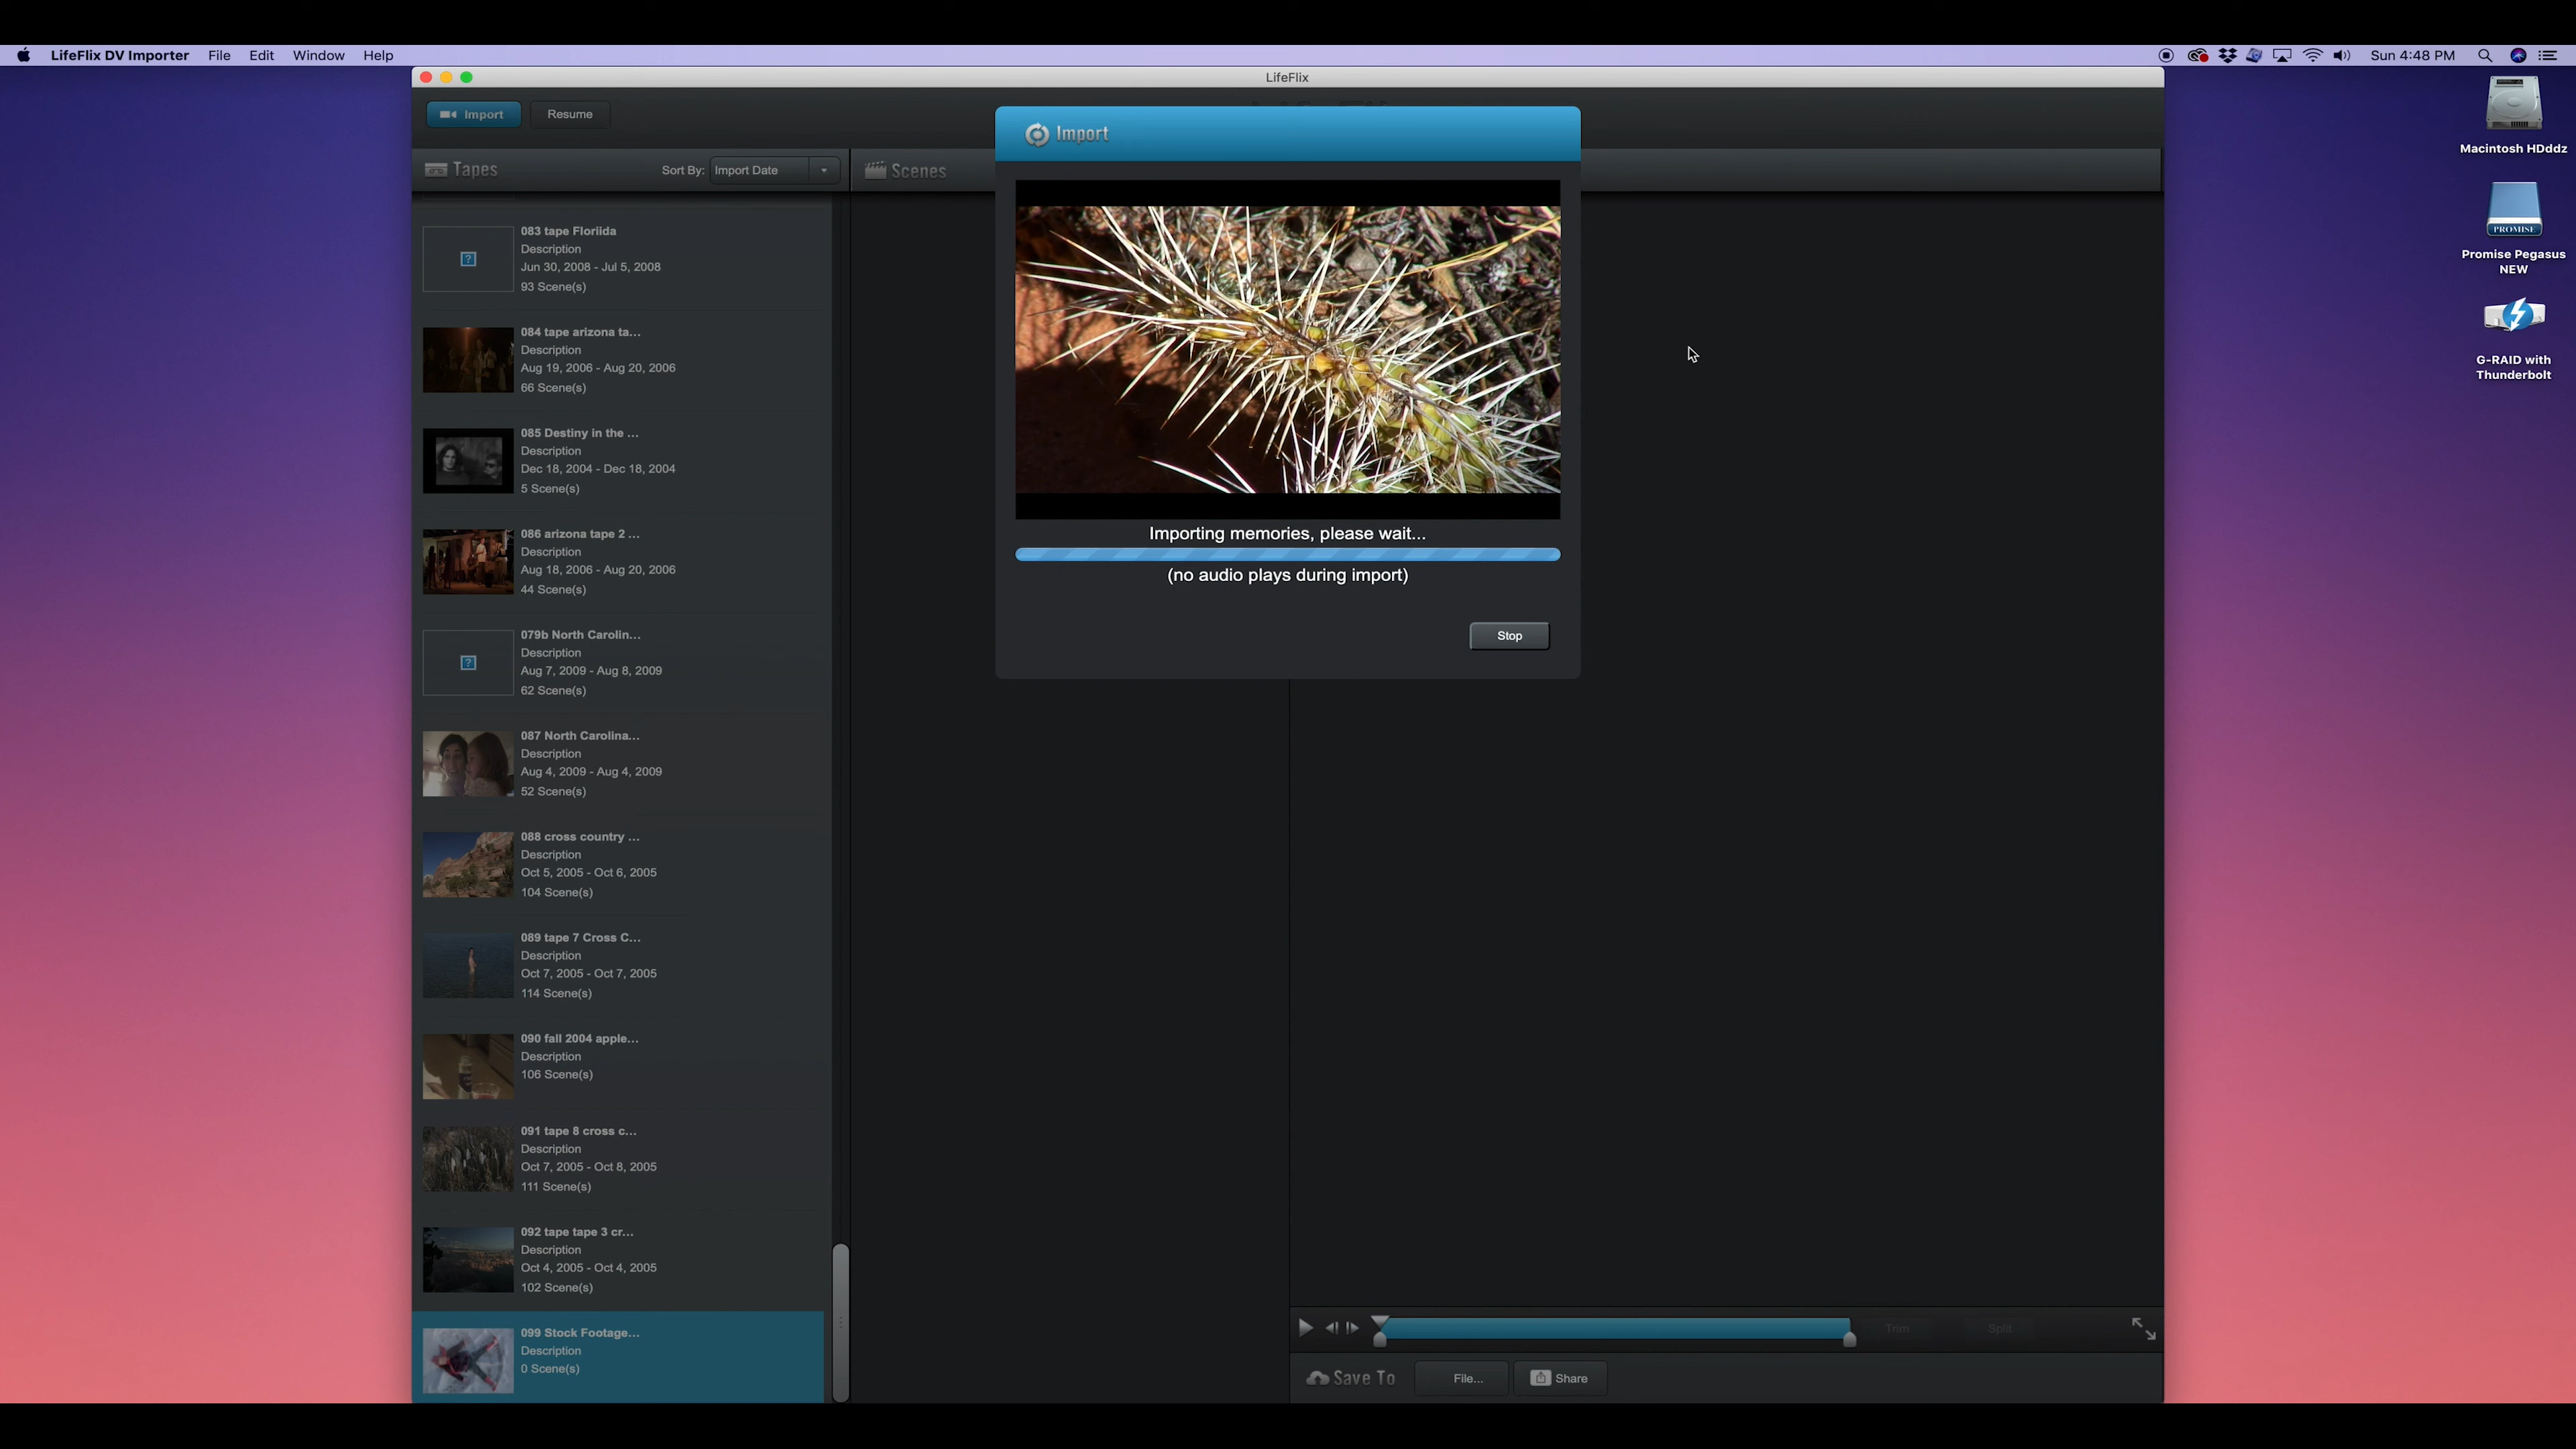 LifeFlix DV Importer File Edit Window Help
Sun 4:48 PM
LifeFlix
Import Resume
Tapes
Sort By: Import Date
Scenes
083 tape Floriida
Description
Jun 30, 2008 - Jul 5, 2008
93 Scene(s)
084 tape arizona ta...
Description
Aug 19, 2006 - Aug 20, 2006
66 Scene(s)
085 Destiny in the ...
Description
Dec 18, 2004 - Dec 18, 2004
5 Scene(s)
086 arizona tape 2 ...
Description
Aug 18, 2006 - Aug 20, 2006
44 Scene(s)
079b North Carolin...
Description
Aug 7, 2009 - Aug 8, 2009
62 Scene(s)
087 North Carolina...
Description
Aug 4, 2009 - Aug 4, 2009
52 Scene(s)
088 cross country ...
Description
Oct 5, 2005 - Oct 6, 2005
104 Scene(s)
089 tape 7 Cross C...
Description
Oct 7, 2005 - Oct 7, 2005
114 Scene(s)
090 fall 2004 apple...
Description
106 Scene(s)
091 tape 8 cross c...
Description
Oct 7, 2005 - Oct 8, 2005
111 Scene(s)
092 tape tape 3 cr...
Description
Oct 4, 2005 - Oct 4, 2005
102 Scene(s)
099 Stock Footage...
Description
0 Scene(s)
Import
Importing memories, please wait...
(no audio plays during import)
Stop
Trim
Split
Save To
File...
Share
Macintosh HDddz
PROMISE
Promise Pegasus
NEW
G-RAID with
Thunderbolt